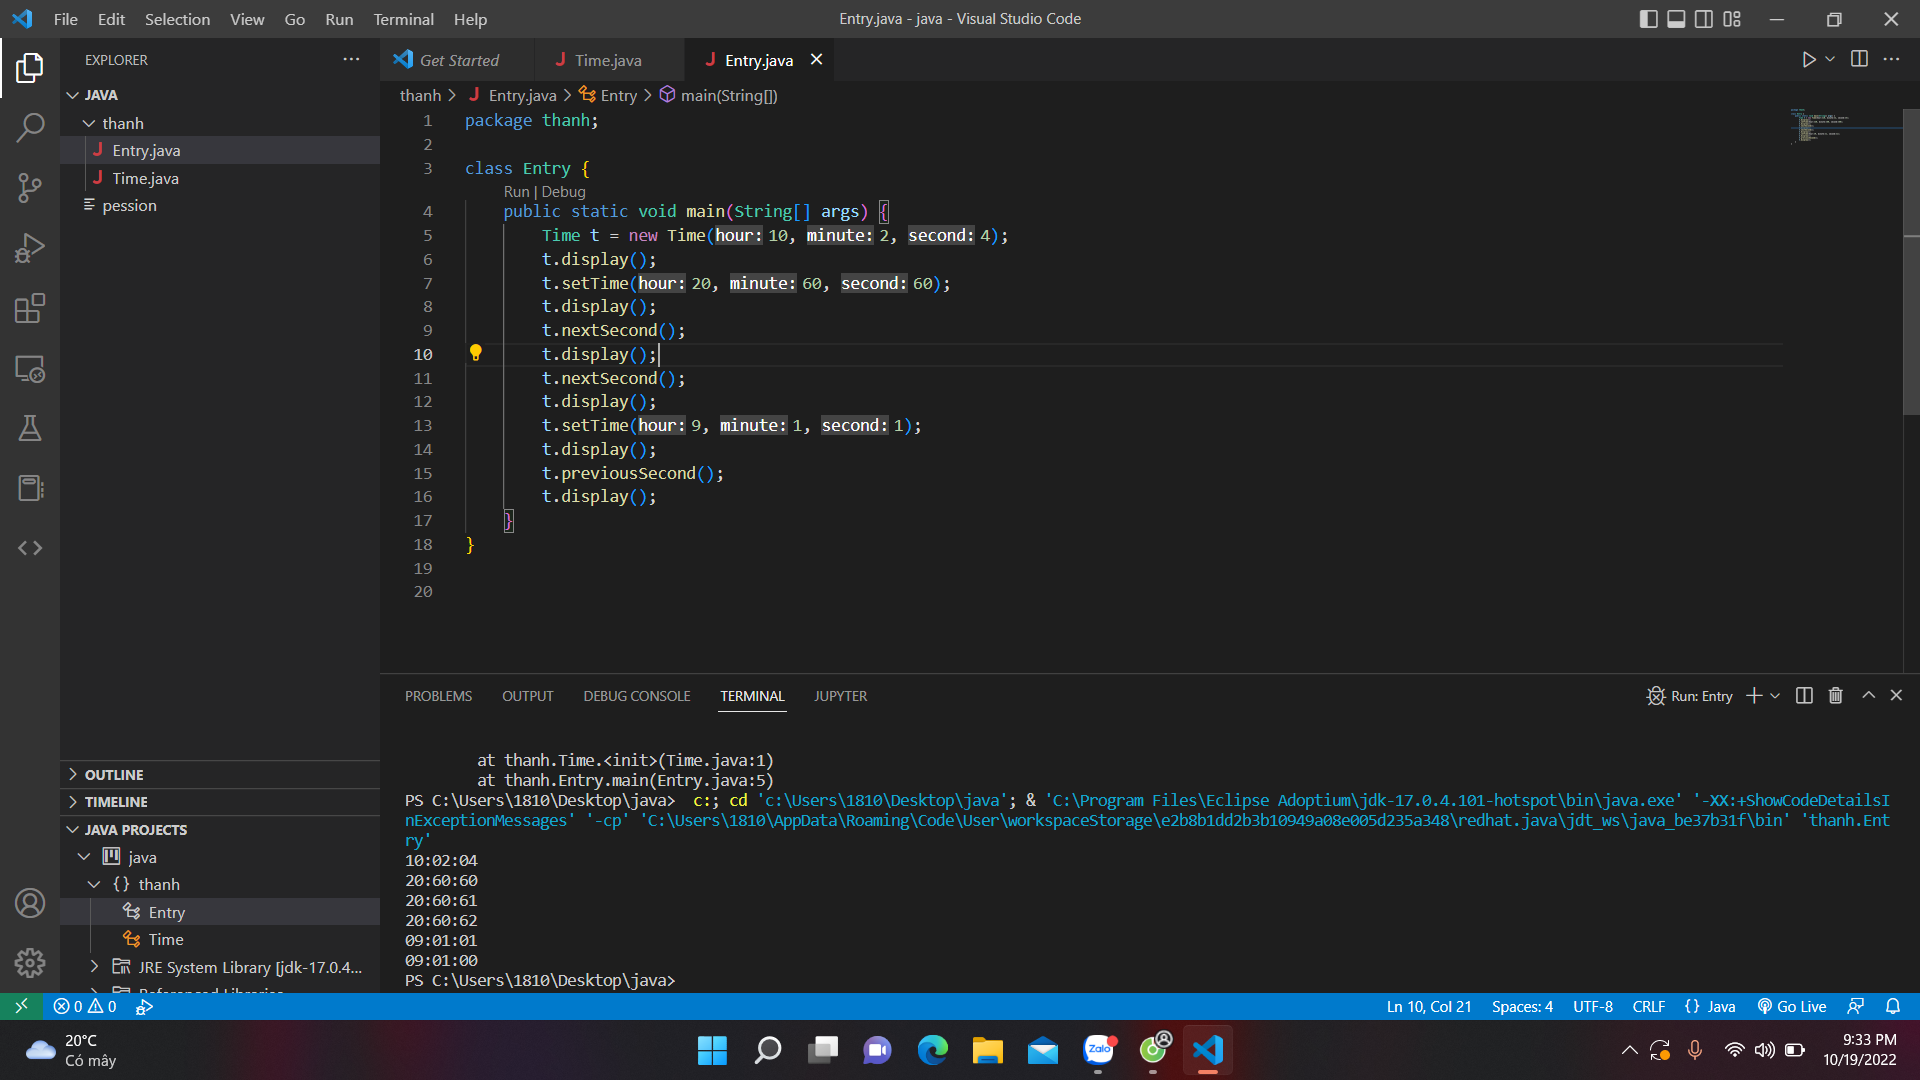 File Edit Selection View Go Run Terminal Help
Entry.java - java - Visual Studio Code
EXPLORER
JAVA
thanh
Entry.java
Time.java
pession
OUTLINE
TIMELINE
JAVA PROJECTS
java
thanh
Entry
Time
JRE System Library [jdk-17.0.4...
Referenced Libraries
Get Started
Time.java
Entry.java
thanh > Entry.java > Entry > main(String[])
1 package thanh;
2
3 class Entry {
Run | Debug
4 public static void main(String[] args) {
5 Time t = new Time(hour: 10, minute: 2, second: 4);
6 t.display();
7 t.setTime(hour: 20, minute: 60, second: 60);
8 t.display();
9 t.nextSecond();
10 t.display();
11 t.nextSecond();
12 t.display();
13 t.setTime(hour: 9, minute: 1, second: 1);
14 t.display();
15 t.previousSecond();
16 t.display();
17 }
18 }
19
20
PROBLEMS OUTPUT DEBUG CONSOLE TERMINAL JUPYTER
Run: Entry
at thanh.Time.<init>(Time.java:1)
at thanh.Entry.main(Entry.java:5)
PS C:\Users\1810\Desktop\java>  c:; cd 'c:\Users\1810\Desktop\java'; & 'C:\Program Files\Eclipse Adoptium\jdk-17.0.4.101-hotspot\bin\java.exe' '-XX:+ShowCodeDetailsI
nExceptionMessages' '-cp' 'C:\Users\1810\AppData\Roaming\Code\User\workspaceStorage\e2b8b1dd2b3b10949a08e005d235a348\redhat.java\jdt_ws\java_be37b31f\bin' 'thanh.Ent
ry'
10:02:04
20:60:60
20:60:61
20:60:62
09:01:01
09:01:00
PS C:\Users\1810\Desktop\java>
0 0
Ln 10, Col 21 Spaces: 4 UTF-8 CRLF {} Java Go Live
20°C
Có mây
Zalo
9:33 PM
10/19/2022